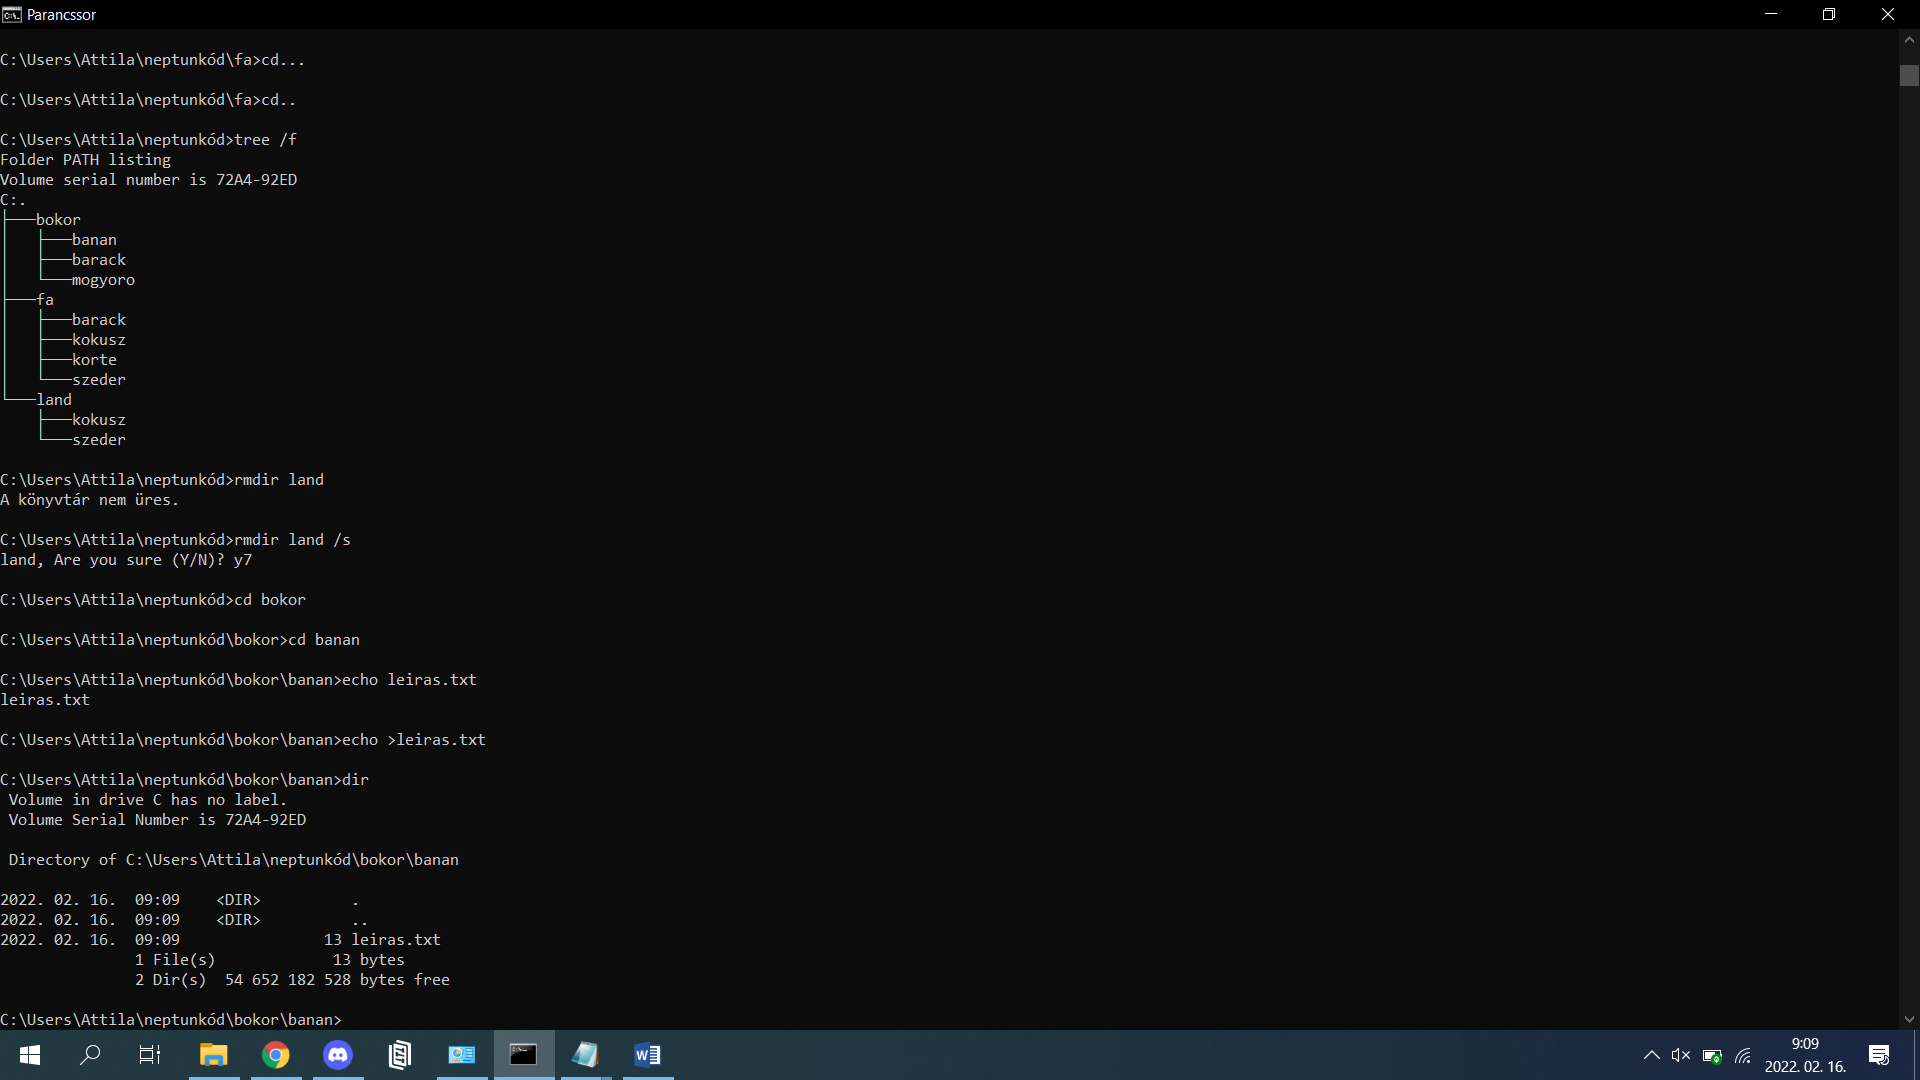 Parancssor
C:\Users\Attila\neptunkód\fa>cd...
C:\Users\Attila\neptunkód\fa>cd..
C:\Users\Attila\neptunkód>tree /f
Folder PATH listing
Volume serial number is 72A4-92ED
C:.
├───bokor
│   ├───banan
│   ├───barack
│   └───mogyoro
├───fa
│   ├───barack
│   ├───kokusz
│   ├───korte
│   └───szeder
└───land
    ├───kokusz
    └───szeder
C:\Users\Attila\neptunkód>rmdir land
A könyvtár nem üres.
C:\Users\Attila\neptunkód>rmdir land /s
land, Are you sure (Y/N)? y7
C:\Users\Attila\neptunkód>cd bokor
C:\Users\Attila\neptunkód\bokor>cd banan
C:\Users\Attila\neptunkód\bokor\banan>echo leiras.txt
leiras.txt
C:\Users\Attila\neptunkód\bokor\banan>echo >leiras.txt
C:\Users\Attila\neptunkód\bokor\banan>dir
 Volume in drive C has no label.
 Volume Serial Number is 72A4-92ED
 Directory of C:\Users\Attila\neptunkód\bokor\banan
2022. 02. 16.  09:09    <DIR>          .
2022. 02. 16.  09:09    <DIR>          ..
2022. 02. 16.  09:09                13 leiras.txt
               1 File(s)             13 bytes
               2 Dir(s)  54 652 182 528 bytes free
C:\Users\Attila\neptunkód\bokor\banan>
9:09
2022. 02. 16.